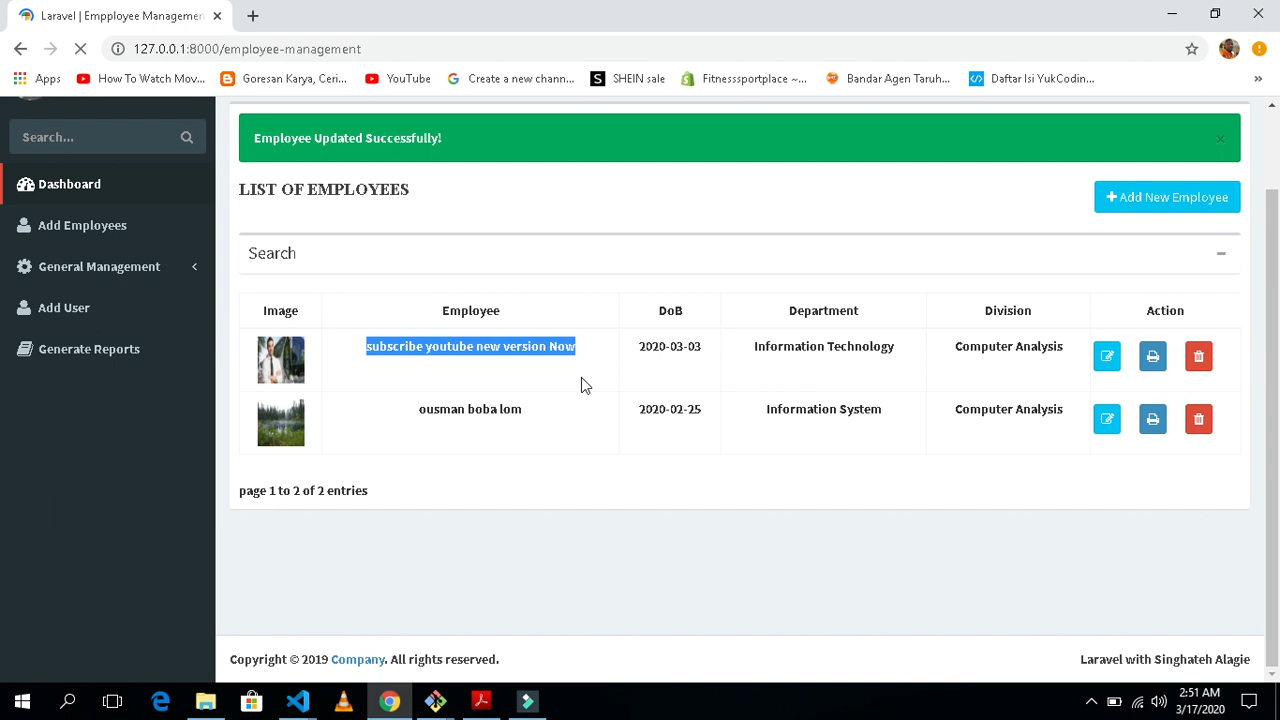 Laravel | Empployee Managemen
127.0.0.1:8000/employee-management
Apps How To Watch Mov... Goresan Karya, Ceri... YouTube Create a new chann... SHEIN sale Fitnesssportplace ~... Bandar Agen Taruh... Daftar Isi YukCodin... »
Search...
Dashboard
Add Employees
General Management
Add User
Generate Reports
Employee Updated Successfully! ×
LIST OF EMPLOYEES
Add New Employee
Search
Image Employee DoB Department Division Action
subscribe youtube new version Now 2020-03-03 Information Technology Computer Analysis
ousman boba lom 2020-02-25 Information System Computer Analysis
page 1 to 2 of 2 entries
Copyright © 2019 Company. All rights reserved. Laravel with Singhateh Alagie
2:51 AM
3/17/2020